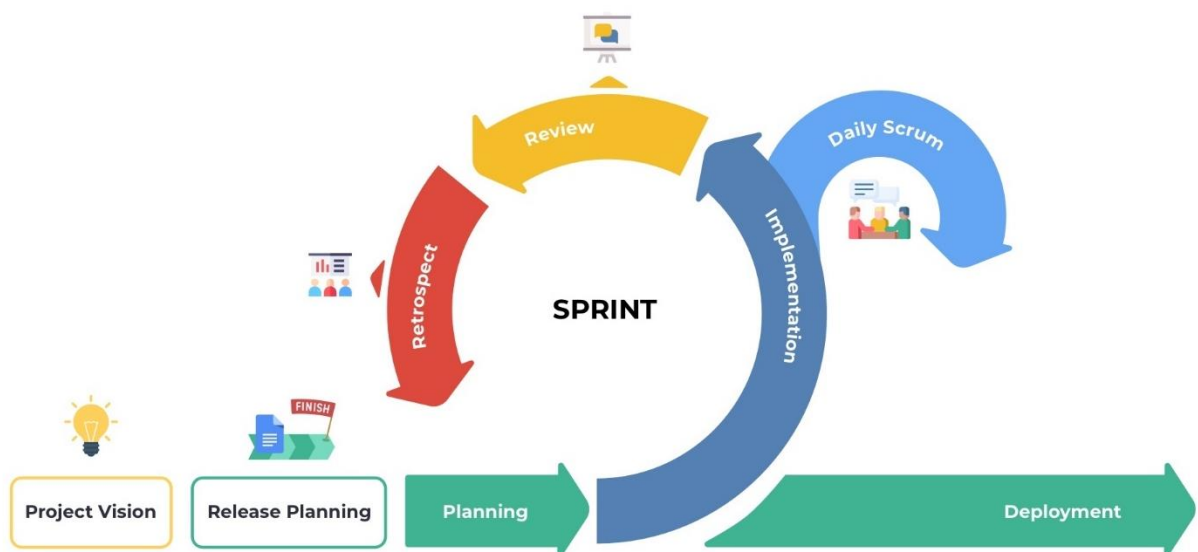 Review
Daily Scrum
Implementation
Retrospect
SPRINT
FINISH
Project Vision
Release Planning
Planning
Deployment